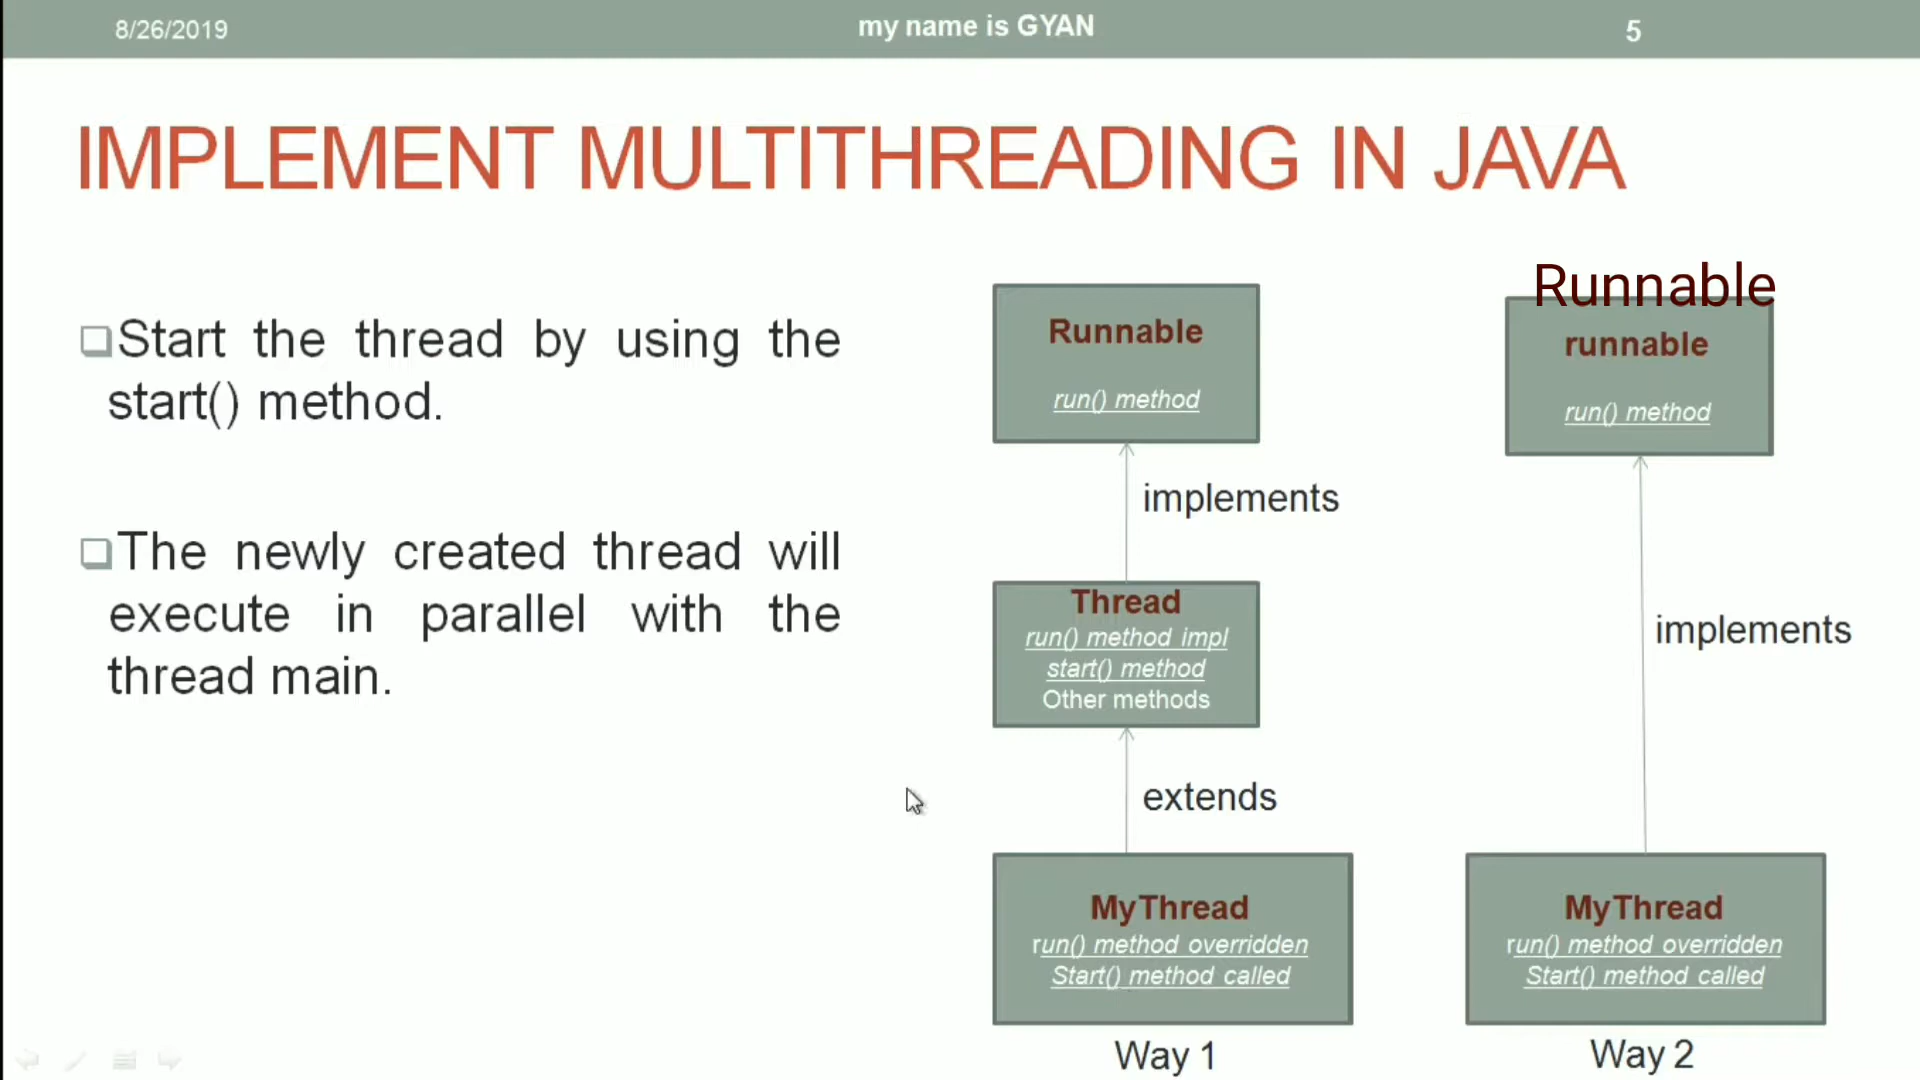 8/26/2019
my name is GYAN
5
IMPLEMENT MULTITHREADING IN JAVA
Start the thread by using the
start() method.
The newly created thread will
execute in parallel with the
thread main.
Runnable
run() method
implements
Thread
run() method impl
start() method
Other methods
extends
MyThread
run() method overridden
Start() method called
Way 1
Runnable
runnable
run() method
implements
MyThread
run() method overridden
Start() method called
Way 2